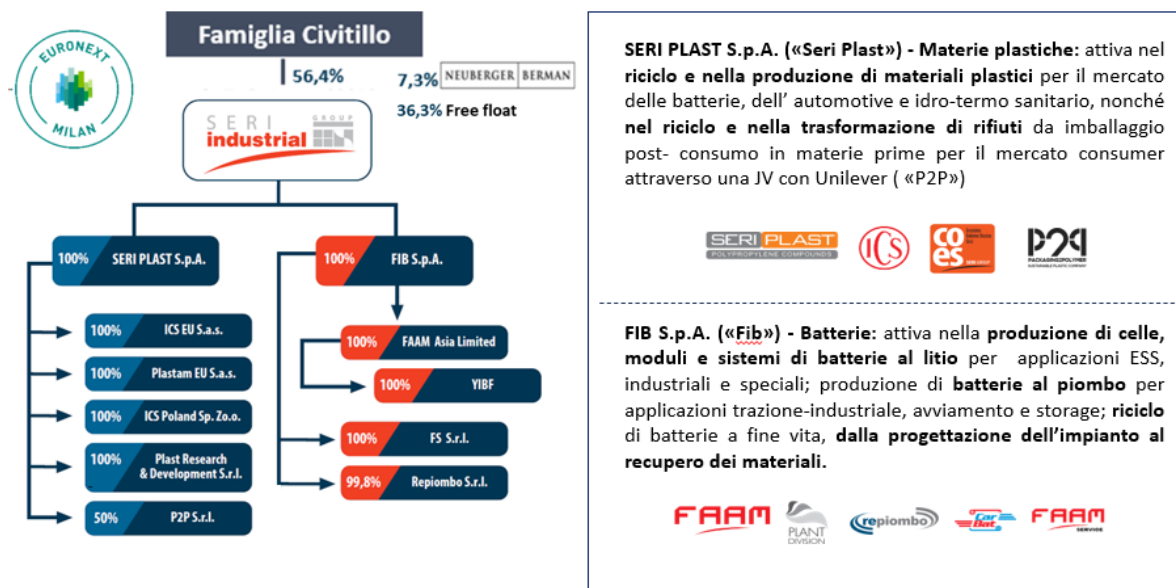 EURONEXT
MILAN
Famiglia Civitillo
56,4%
7,3% NEUBERGER BERMAN
36,3% Free float
SERI GROUP
industrial
100% SERI PLAST S.p.A.
100% ICS EU S.a.s.
100% Plastam EU S.a.s.
100% ICS Poland Sp. Zo.o.
100% Plast Research
& Development S.r.l.
50% P2P S.r.l.
100% FIB S.p.A.
100% FAAM Asia Limited
100% YIBF
100% FS S.r.l.
99,8% Repiombo S.r.l.
SERI PLAST S.p.A. («Seri Plast») - Materie plastiche: attiva nel
riciclo e nella produzione di materiali plastici per il mercato
delle batterie, dell’ automotive e idro-termo sanitario, nonché
nel riciclo e nella trasformazione di rifiuti da imballaggio
post- consumo in materie prime per il mercato consumer
attraverso una JV con Unilever ( «P2P»)
SERI PLAST
POLYPROPYLENE COMPOUNDS
ICS
co
es
SERI GROUP
P2P
PACKAGING2POLYMER
SUSTAINABLE PLASTIC COMPANY
FIB S.p.A. («Fib») - Batterie: attiva nella produzione di celle,
moduli e sistemi di batterie al litio per applicazioni ESS,
industriali e speciali; produzione di batterie al piombo per
applicazioni trazione-industriale, avviamento e storage; riciclo
di batterie a fine vita, dalla progettazione dell’impianto al
recupero dei materiali.
FAAM
PLANT
DIVISION
repiombo
Car
Bat
FAAM
SERVICE